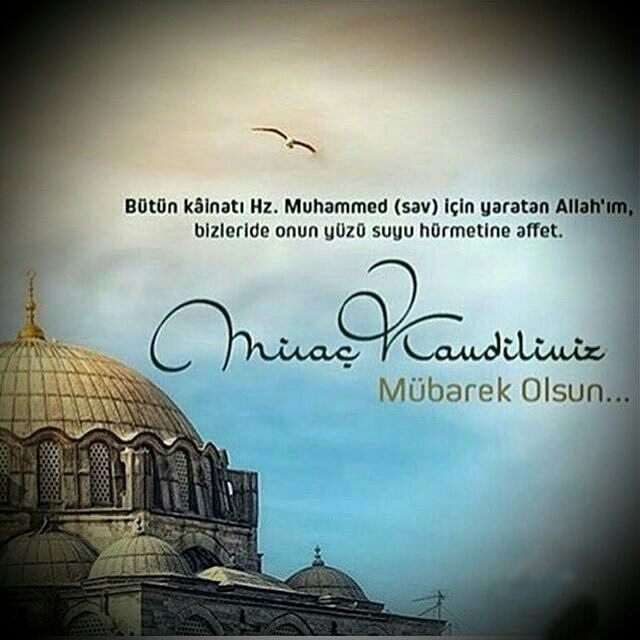 Bütün kâinatı Hz. Muhammed (sav) için yaratan Allah'ım,
bizleride onun yüzü suyu hürmetine affet.
Miraç Kandiliniz
Mübarek Olsun...